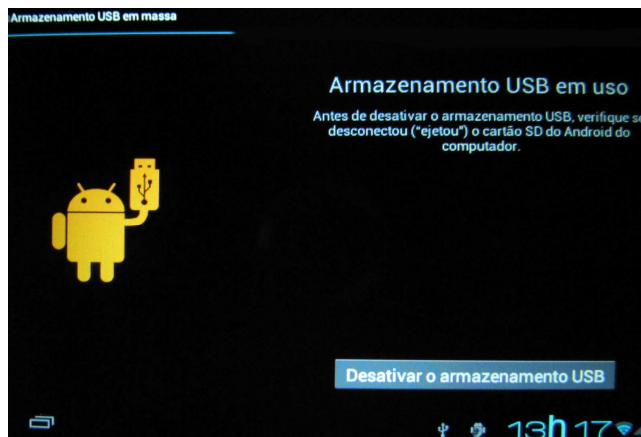 Armazenamento USB em massa
Armazenamento USB em uso
Antes de desativar o armazenamento USB, verifique se
desconectou ("ejetou") o cartão SD do Android do
computador.
Desativar o armazenamento USB
13h17